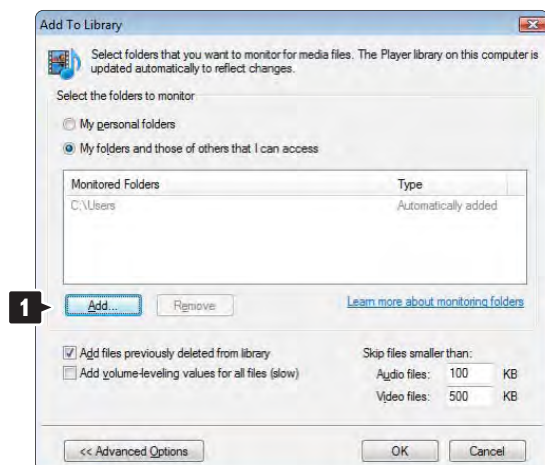 Add To Library
Select folders that you want to monitor for media files. The Player library on this computer is
updated automatically to reflect changes.
Select the folders to monitor
My personal folders
My folders and those of others that I can access
Monitored Folders Type
C:\Users Automatically added
1
Add... Remove Learn more about monitoring folders
Add files previously deleted from library Skip files smaller than:
Add volume-leveling values for all files (slow) Audio files: 100 KB
Video files: 500 KB
<< Advanced Options OK Cancel